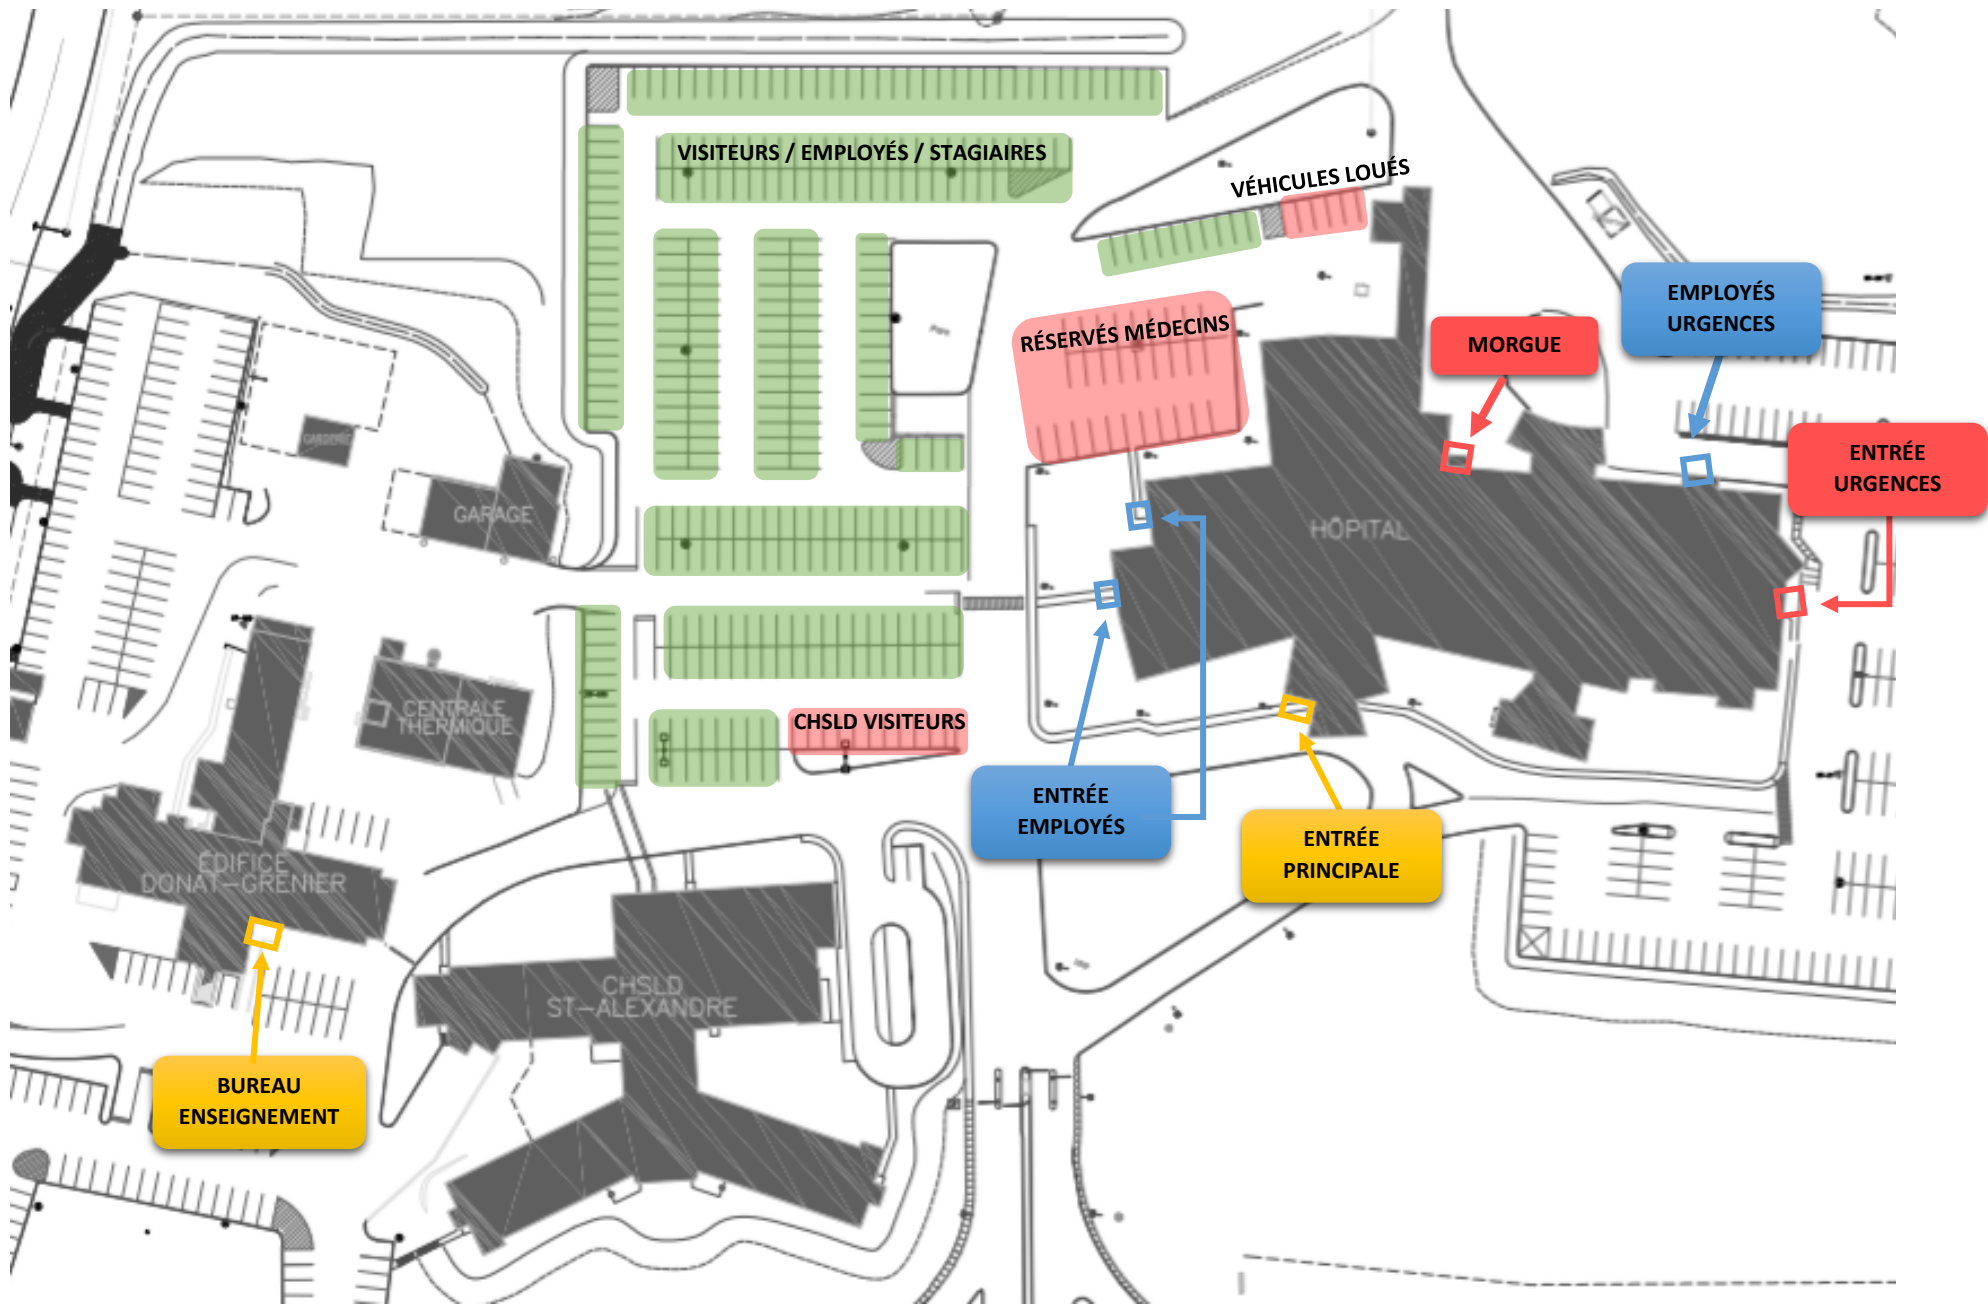 VISITEURS / EMPLOYÉS / STAGIAIRES
VÉHICULES LOUÉS
EMPLOYÉS
URGENCES
RÉSERVÉS MÉDECINS
MORGUE
ENTRÉE
URGENCES
GARDERIE
GARAGE
HÔPITAL
CENTRALE
THERMIQUE
CHSLD VISITEURS
ENTRÉE
EMPLOYÉS
ENTRÉE
PRINCIPALE
ÉDIFICE
DONAT-GRENIER
CHSLD
ST-ALEXANDRE
BUREAU
ENSEIGNEMENT